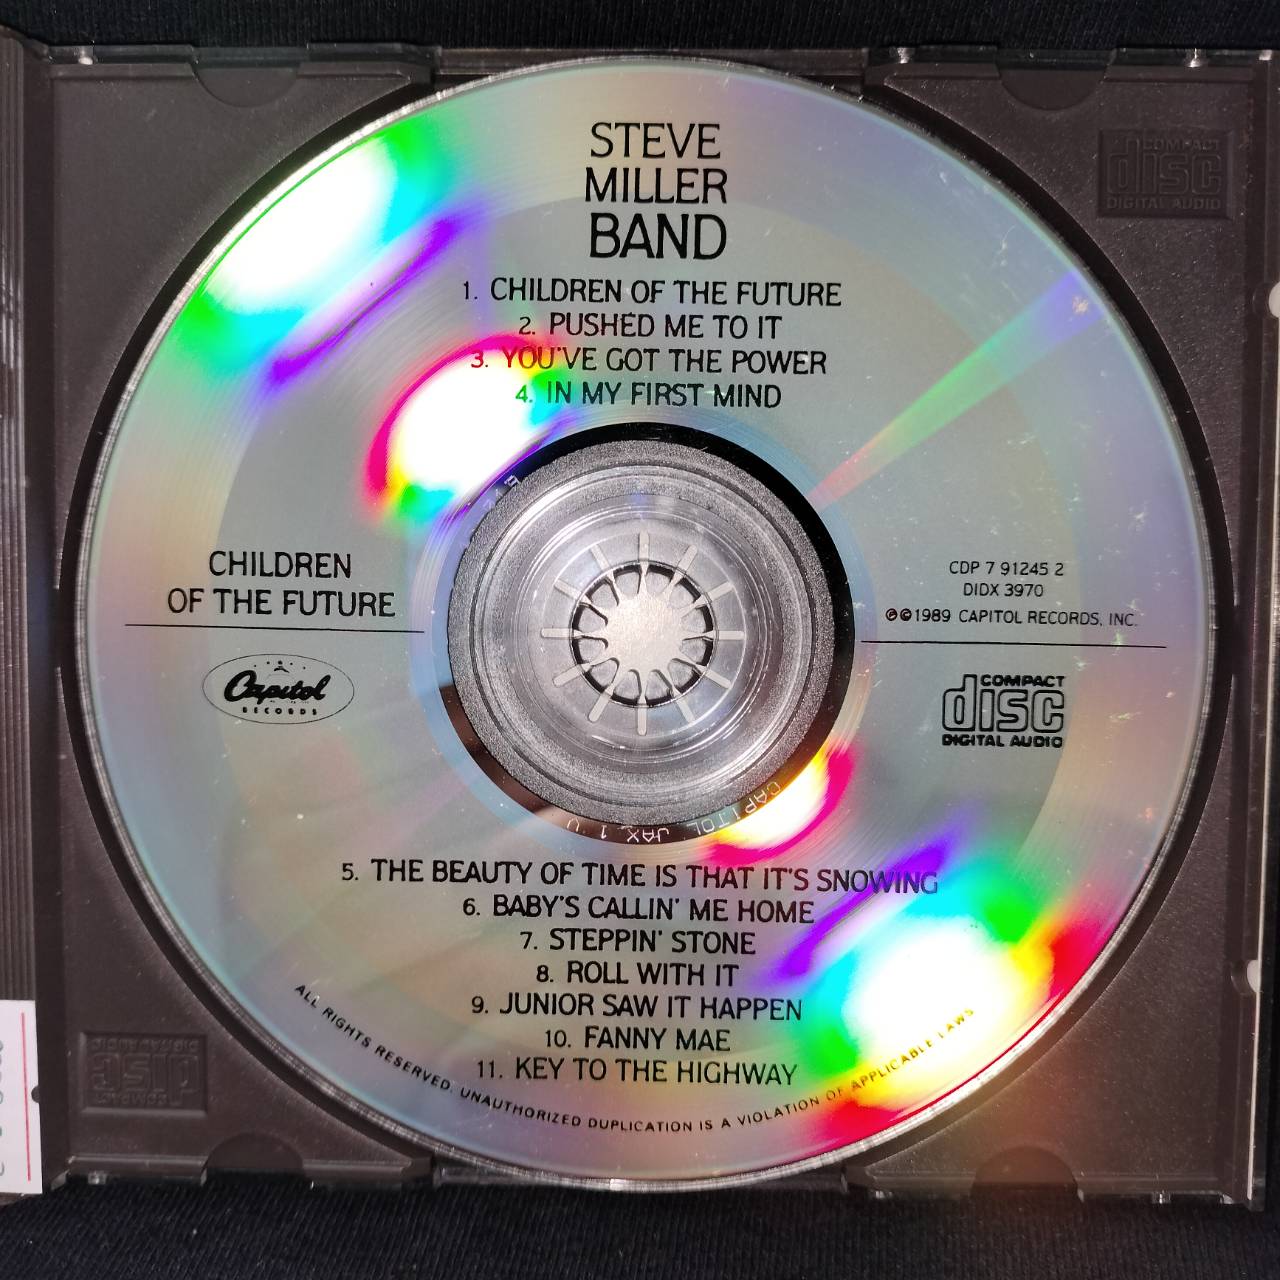 STEVE
MILLER
BAND
1. CHILDREN OF THE FUTURE
2. PUSHED ME TO IT
3. YOU'VE GOT THE POWER
4. IN MY FIRST MIND
CHILDREN
OF THE FUTURE
Capitol
RECORDS
CDP 7 91245 2
DIDX 3970
℗©1989 CAPITOL RECORDS, INC.
COMPACT
disc
DIGITAL AUDIO
CAPITOL JAX 1 U
5. THE BEAUTY OF TIME IS THAT IT'S SNOWING
6. BABY'S CALLIN' ME HOME
7. STEPPIN' STONE
8. ROLL WITH IT
9. JUNIOR SAW IT HAPPEN
10. FANNY MAE
11. KEY TO THE HIGHWAY
ALL RIGHTS RESERVED. UNAUTHORIZED DUPLICATION IS A VIOLATION OF APPLICABLE LAWS
COMPACT
disc
DIGITAL AUDIO
COMPACT
disc
DIGITAL AUDIO